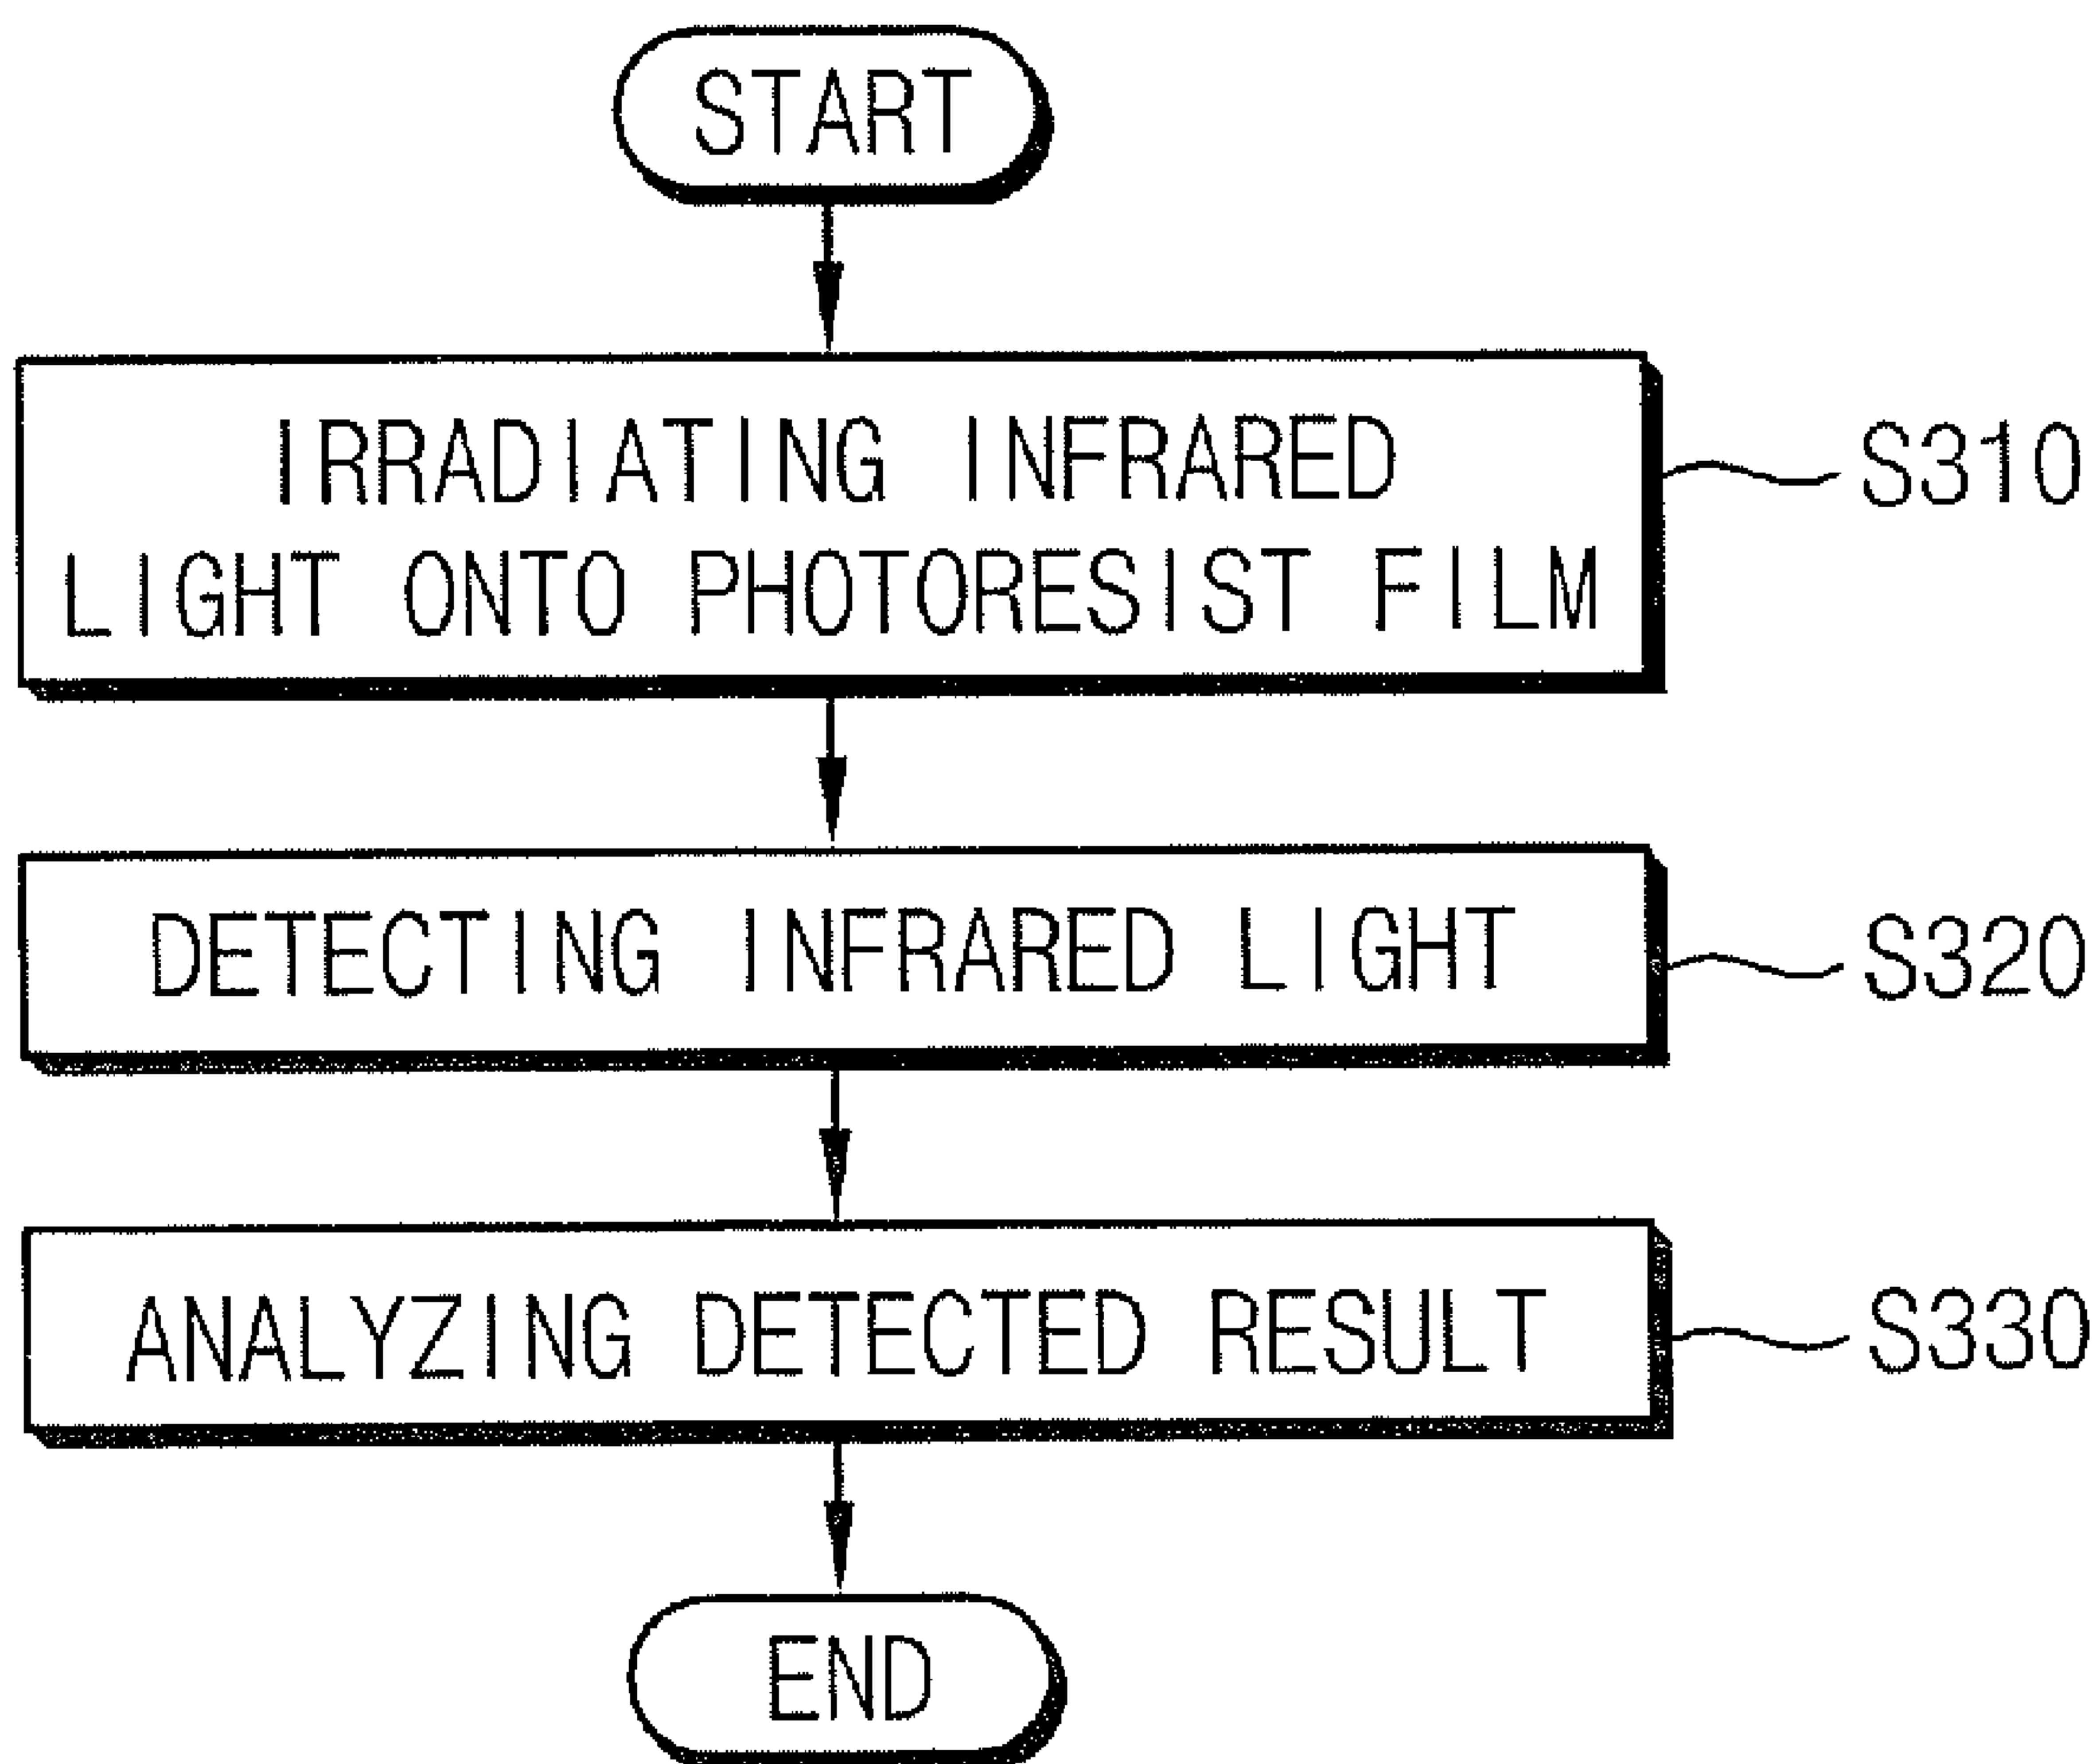 START
IRRADIATING INFRARED
LIGHT ONTO PHOTORESIST FILM
S310
DETECTING INFRARED LIGHT
S320
ANALYZING DETECTED RESULT
S330
END